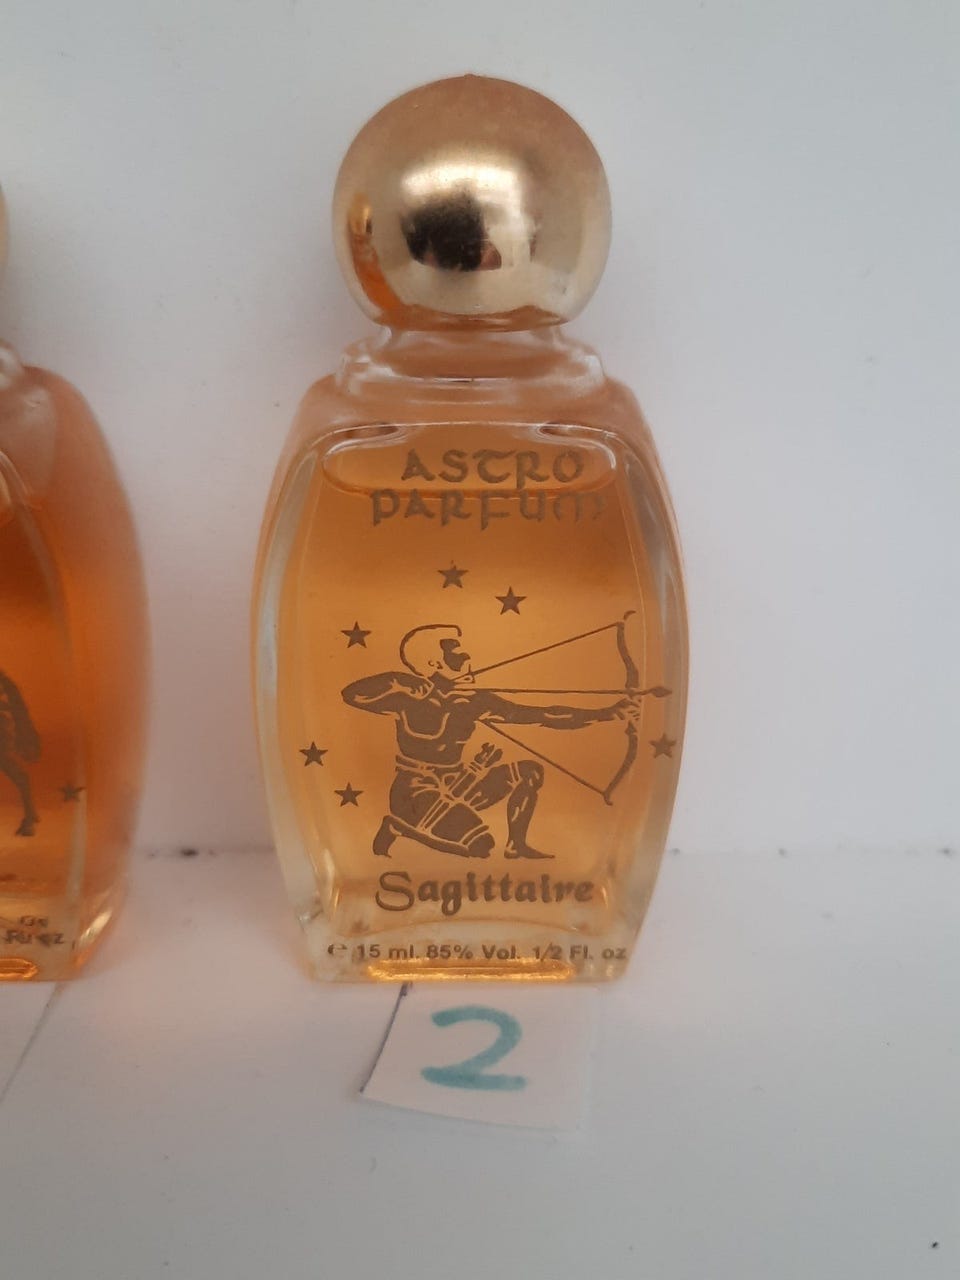 ASTRO
PARFUM
Sagittaire
℮ 15 ml. 85% Vol. 1/2 Fl. oz
2